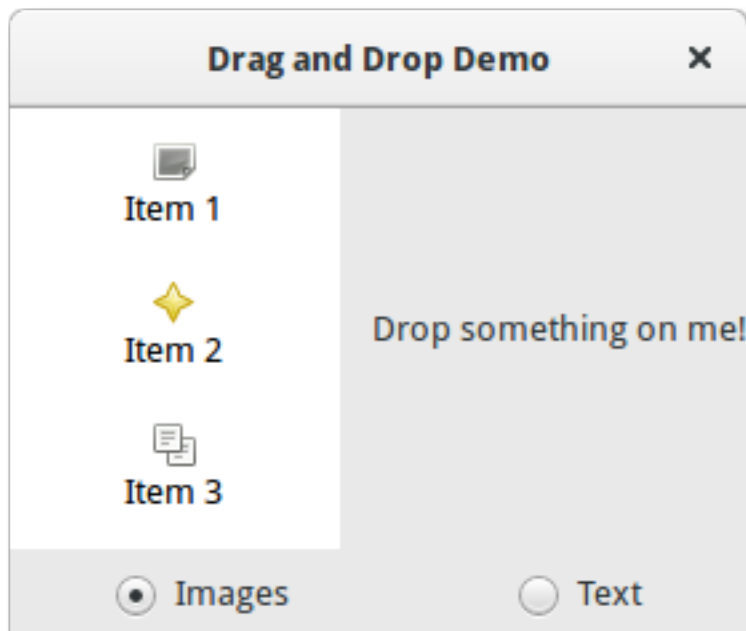 Drag and Drop Demo
Item 1
Item 2
Item 3
Drop something on me!
Images
Text